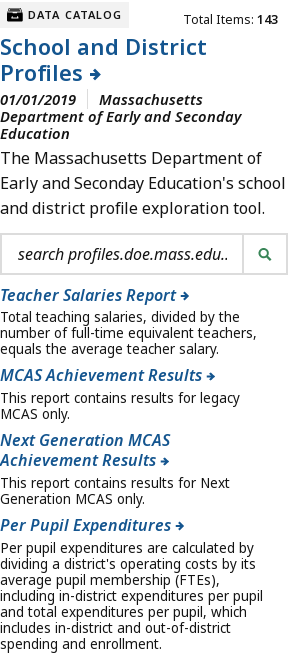 DATA CATALOG
Total Items: 143
School and District
Profiles
01/01/2019 Massachusetts
Department of Early and Seconday
Education
The Massachusetts Department of
Early and Seconday Education's school
and district profile exploration tool.
search profiles.doe.mass.edu..
Teacher Salaries Report
Total teaching salaries, divided by the
number of full-time equivalent teachers,
equals the average teacher salary.
MCAS Achievement Results
This report contains results for legacy
MCAS only.
Next Generation MCAS
Achievement Results
This report contains results for Next
Generation MCAS only.
Per Pupil Expenditures
Per pupil expenditures are calculated by
dividing a district's operating costs by its
average pupil membership (FTEs),
including in-district expenditures per pupil
and total expenditures per pupil, which
includes in-district and out-of-district
spending and enrollment.